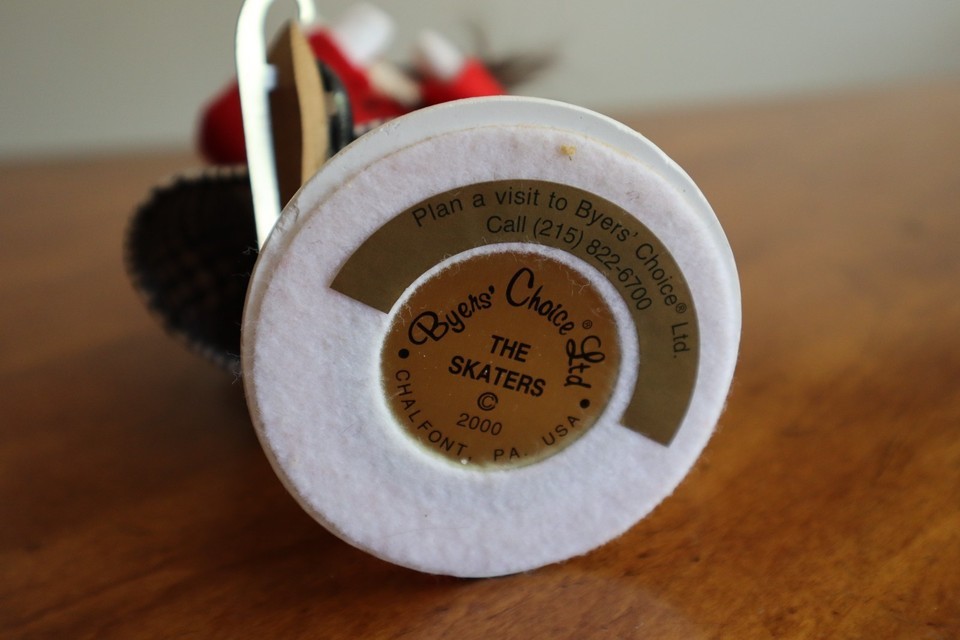 Plan a visit to Byers' Choice® Ltd.
Call (215) 822-6700
Byers' Choice® Ltd
THE
SKATERS
©
2000
• CHALFONT, PA. USA •